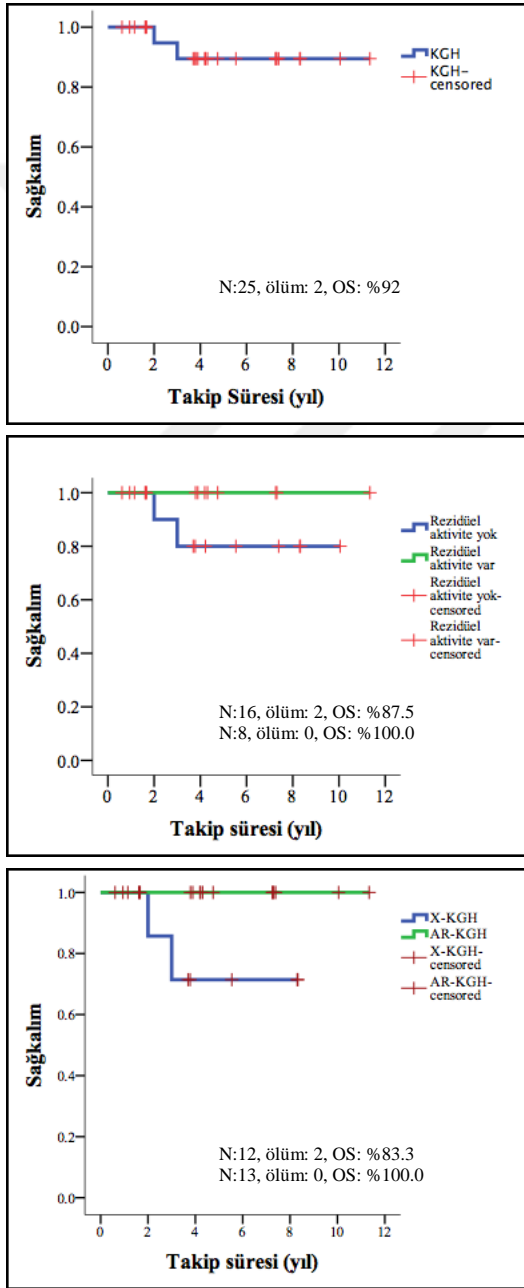 1.0
0.8
0.6
0.4
0.2
0.0
Sağkalım
KGH
KGH-
censored
N:25, ölüm: 2, OS: %92
0 2 4 6 8 10 12
Takip Süresi (yıl)
1.0
0.8
0.6
0.4
0.2
0.0
Sağkalım
Rezidüel
aktivite yok
Rezidüel
aktivite var
Rezidüel
aktivite yok-
censored
Rezidüel
aktivite var-
censored
N:16, ölüm: 2, OS: %87.5
N:8, ölüm: 0, OS: %100.0
0 2 4 6 8 10 12
Takip süresi (yıl)
1.0
0.8
0.6
0.4
0.2
0.0
Sağkalım
X-KGH
AR-KGH
X-KGH-
censored
AR-KGH-
censored
N:12, ölüm: 2, OS: %83.3
N:13, ölüm: 0, OS: %100.0
0 2 4 6 8 10 12
Takip süresi (yıl)